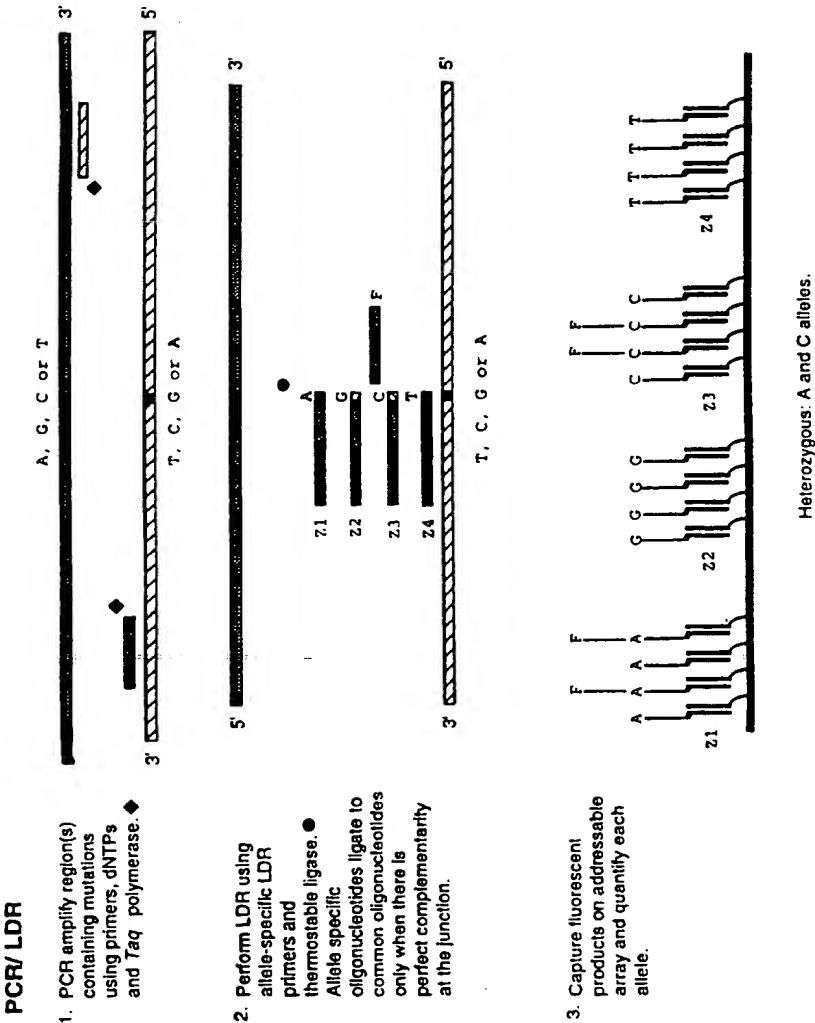 PCR/ LDR
1. PCR amplify region(s)
containing mutations
using primers, dNTPs
and Taq polymerase. ◆
3'
A, G, C or T
3'
5'
T, C, G or A
2. Perform LDR using
allele-specific LDR
primers and
thermostable ligase. ●
Allele specific
oligonucleotides ligate to
common oligonucleotides
only when there is
perfect complementarity
at the junction.
5'
3'
Z1 A
Z2 G
Z3 C F
Z4 T
3'
5'
T, C, G or A
3. Capture fluorescent
products on addressable
array and quantify each
allele.
F F F F
A A A A G G G G C C C C T T T T
Z1 Z2 Z3 Z4
Heterozygous: A and C alleles.